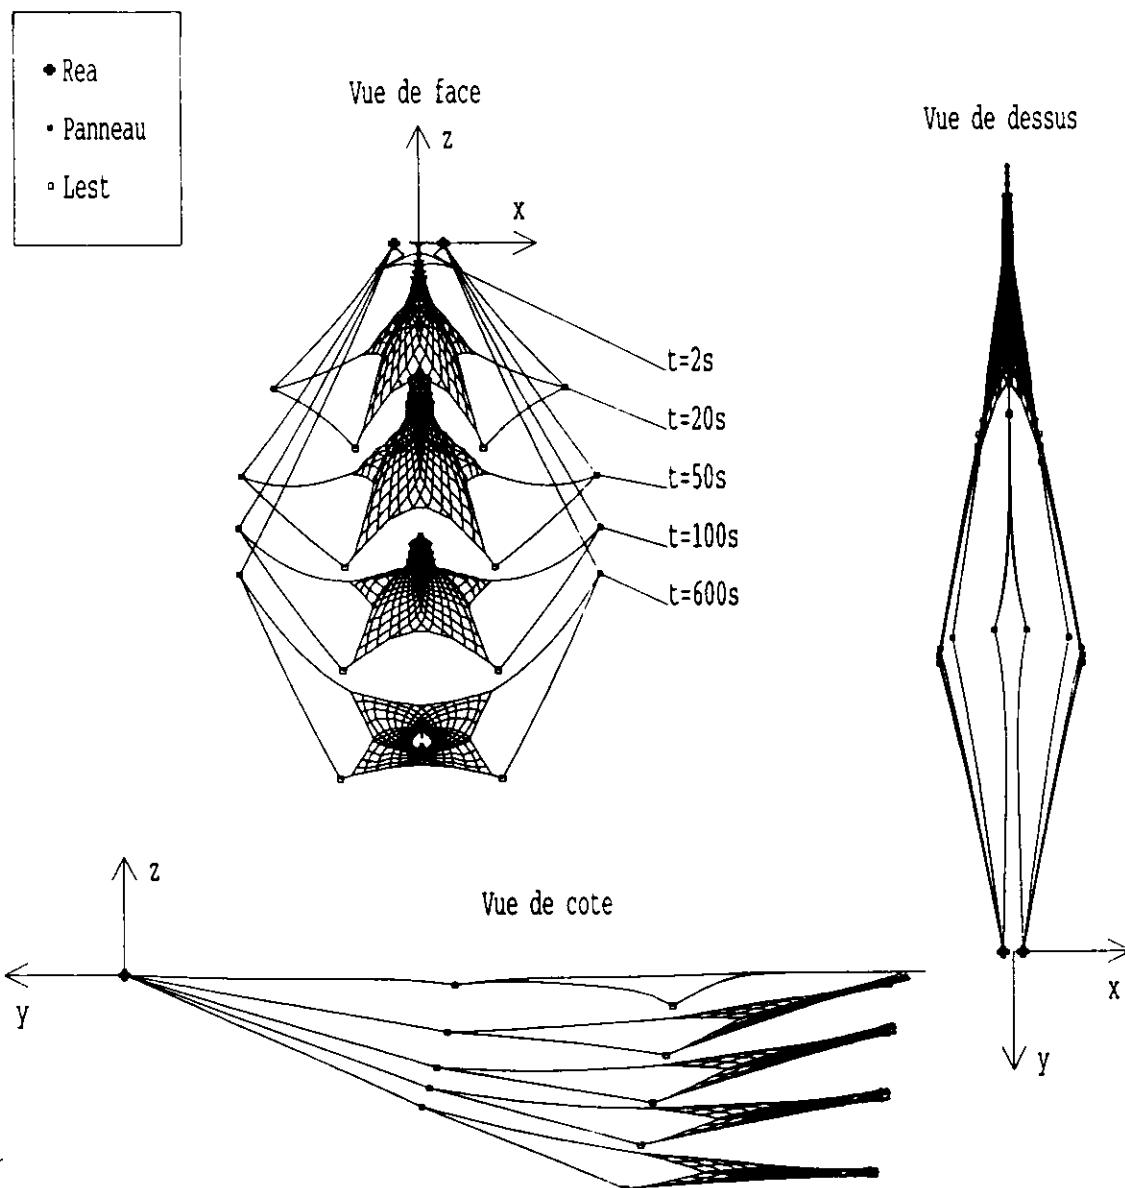 Rea
Panneau
Lest
Vue de face
z
x
t=2s
t=20s
t=50s
t=100s
t=600s
Vue de dessus
x
y
z
Vue de cote
y